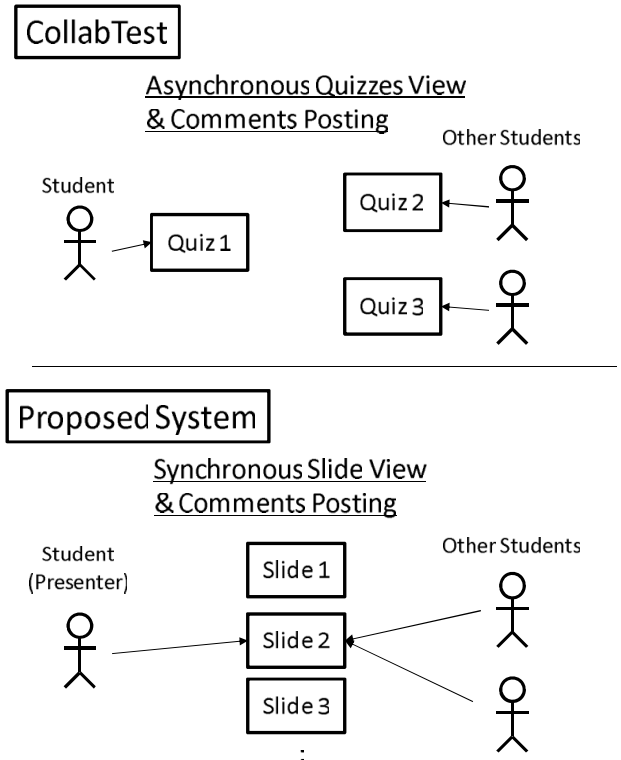 CollabTest
Asynchronous Quizzes View
& Comments Posting
Other Students
Student
Quiz 2
Quiz 1
Quiz 3
Proposed System
Synchronous Slide View
& Comments Posting
Student
(Presenter)
Other Students
Slide 1
Slide 2
Slide 3
⋮